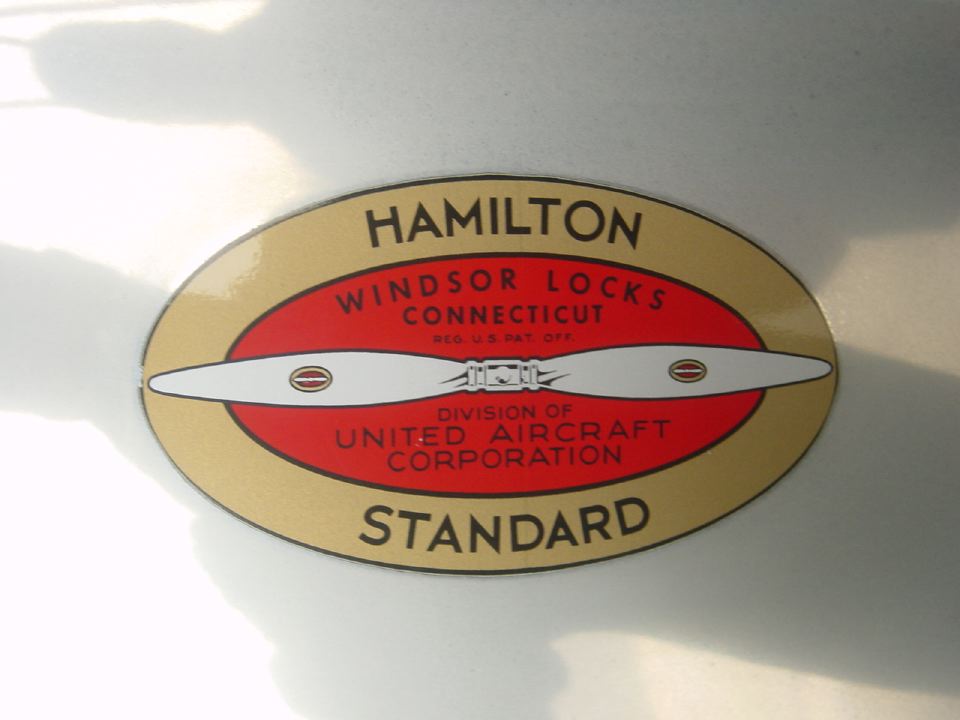 HAMILTON
WINDSOR LOCKS
CONNECTICUT
REG. U.S. PAT. OFF.
DIVISION OF
UNITED AIRCRAFT
CORPORATION
STANDARD